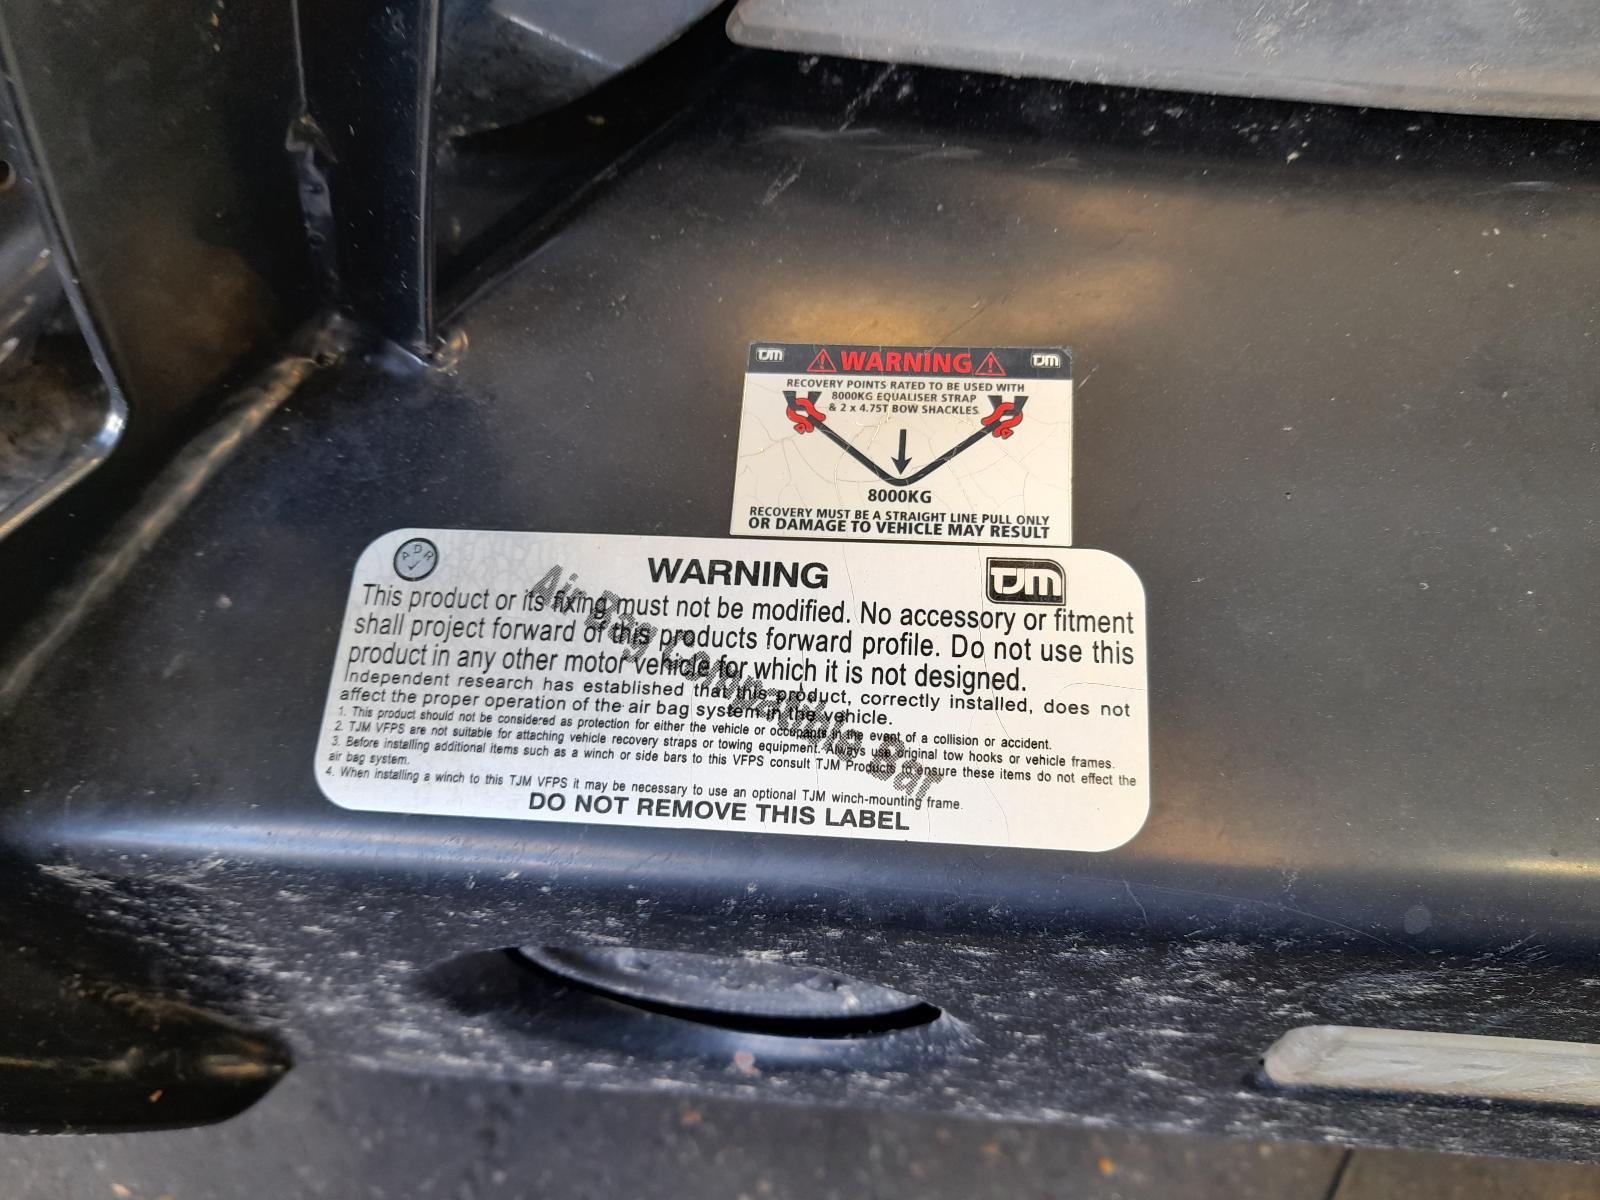 TJM WARNING TJM
RECOVERY POINTS RATED TO BE USED WITH
8000KG EQUALISER STRAP
& 2 x 4.75T BOW SHACKLES
8000KG
RECOVERY MUST BE A STRAIGHT LINE PULL ONLY
OR DAMAGE TO VEHICLE MAY RESULT
ADR
WARNING
TJM
This product or its fixing must not be modified. No accessory or fitment
shall project forward of this products forward profile. Do not use this
product in any other motor vehicle for which it is not designed.
Independent research has established that this product, correctly installed, does not
affect the proper operation of the air bag system in the vehicle.
1. This product should not be considered as protection for either the vehicle or occupants in the event of a collision or accident.
2. TJM VFPS are not suitable for attaching vehicle recovery straps or towing equipment. Always use original tow hooks or vehicle frames.
3. Before installing additional items such as a winch or side bars to this VFPS consult TJM Products to ensure these items do not effect the
air bag system.
4. When installing a winch to this TJM VFPS it may be necessary to use an optional TJM winch-mounting frame.
DO NOT REMOVE THIS LABEL
Air Bag Compatible Bar